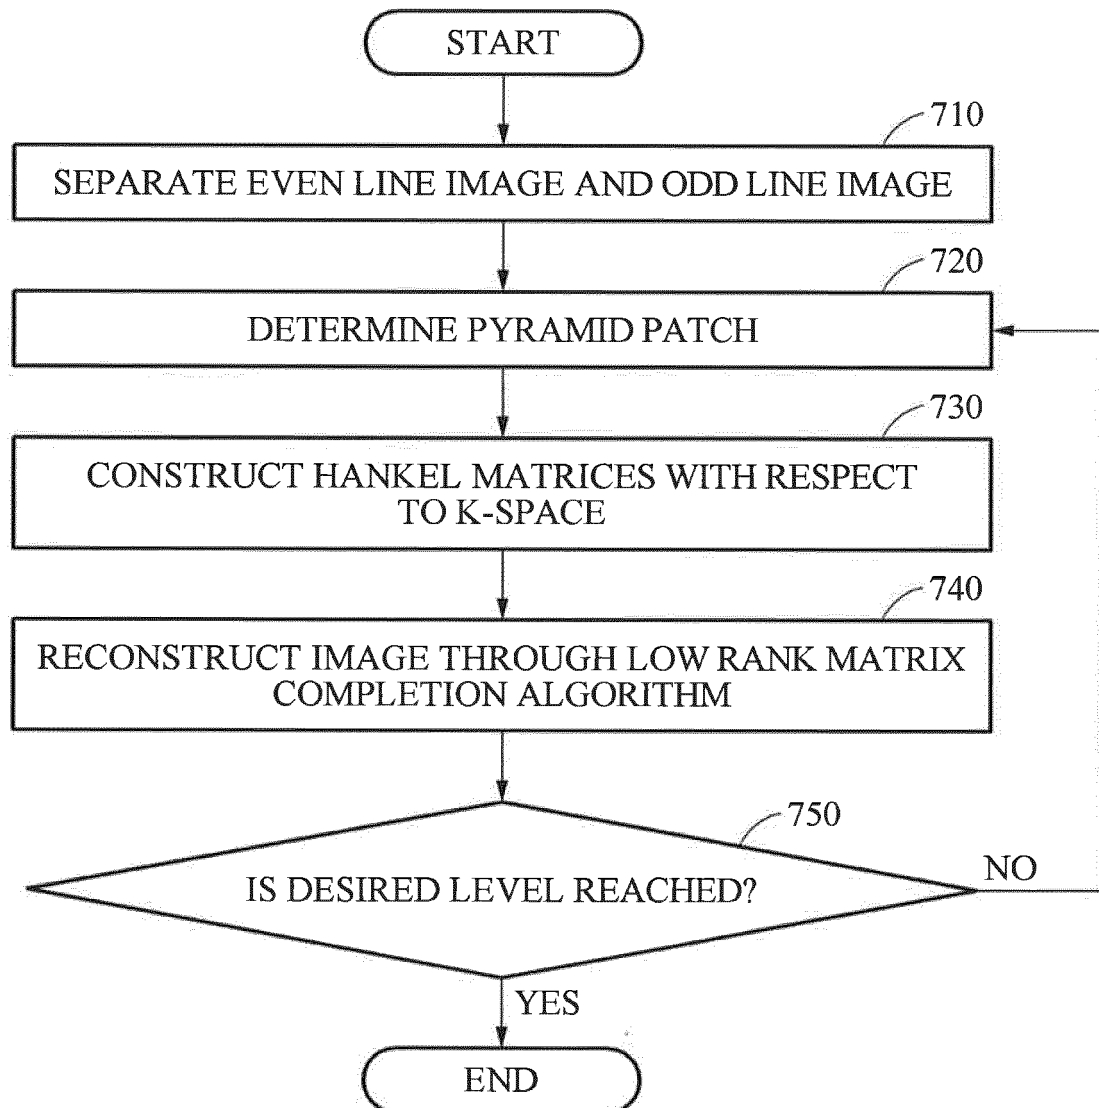 START
710
SEPARATE EVEN LINE IMAGE AND ODD LINE IMAGE
720
DETERMINE PYRAMID PATCH
730
CONSTRUCT HANKEL MATRICES WITH RESPECT
TO K-SPACE
740
RECONSTRUCT IMAGE THROUGH LOW RANK MATRIX
COMPLETION ALGORITHM
750
IS DESIRED LEVEL REACHED?
NO
YES
END